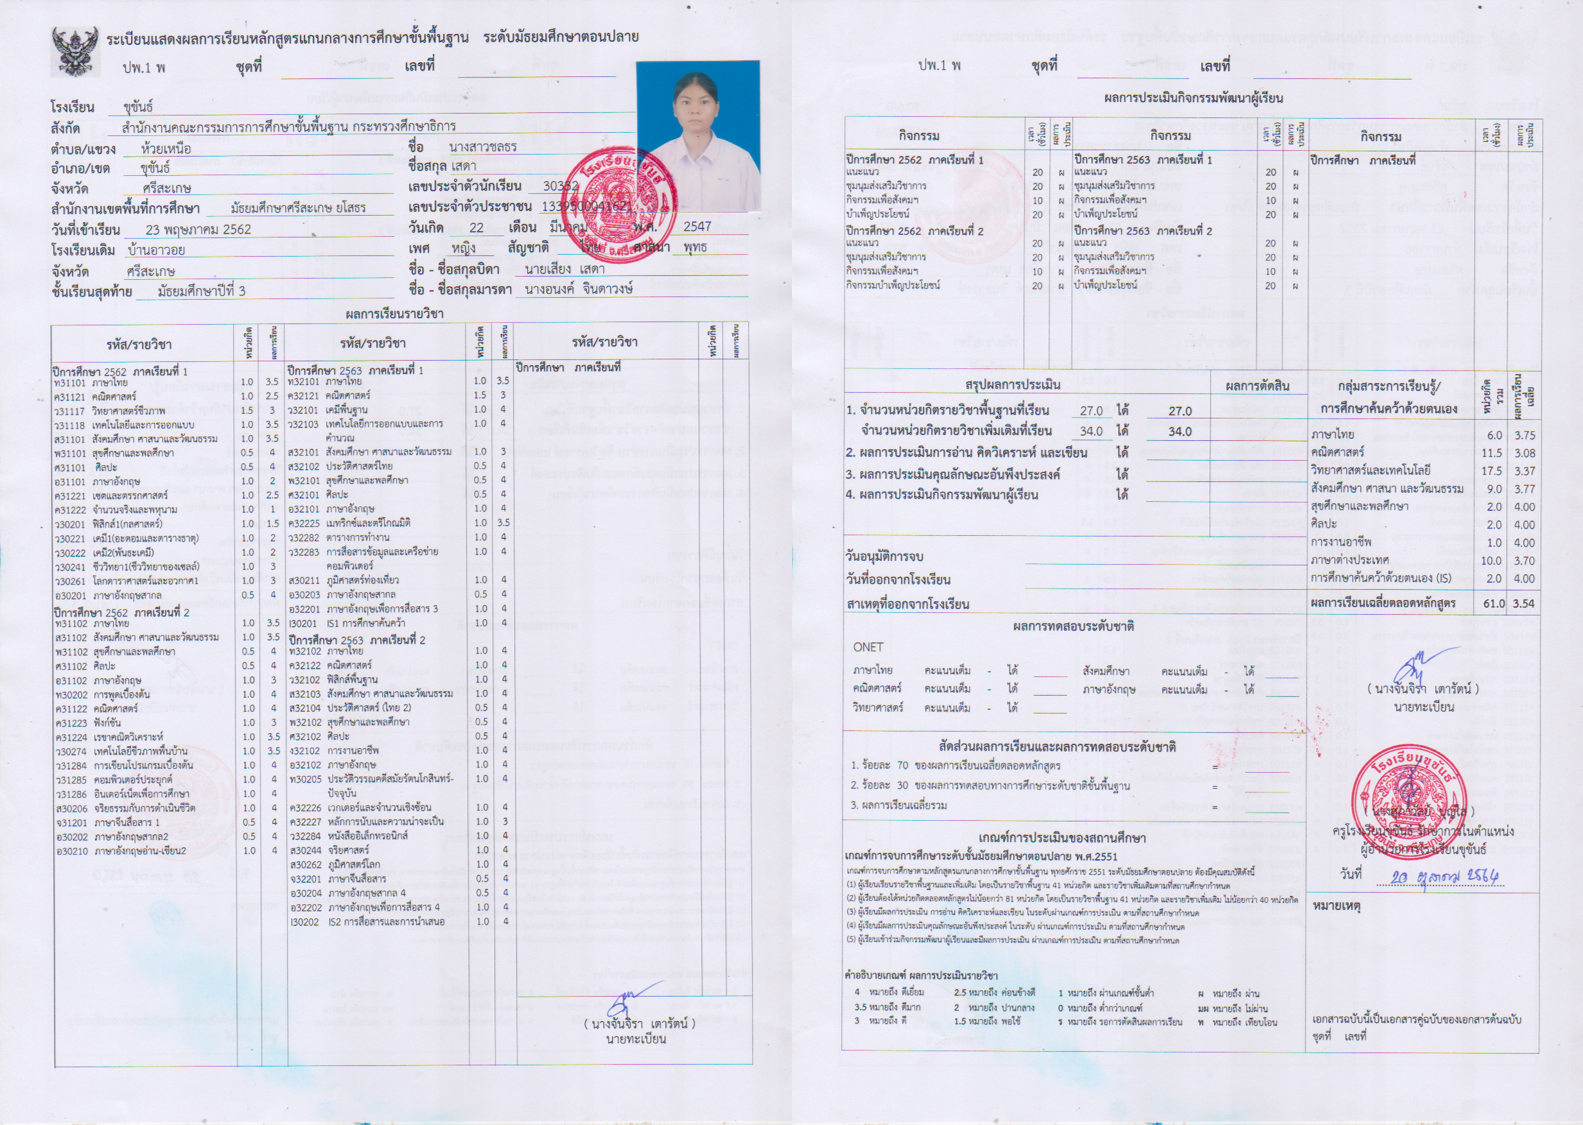 ระเบียนแสดงผลการเรียนหลักสูตรแกนกลางการศึกษาขั้นพื้นฐาน ระดับมัธยมศึกษาตอนปลาย
ปพ.1 พ ชุดที่ เลขที่
โรงเรียน ขุขันธ์
สังกัด สำนักงานคณะกรรมการการศึกษาขั้นพื้นฐาน กระทรวงศึกษาธิการ
ตำบล/แขวง ห้วยเหนือ
อำเภอ/เขต ขุขันธ์
จังหวัด ศรีสะเกษ
สำนักงานเขตพื้นที่การศึกษา มัธยมศึกษาศรีสะเกษ ยโสธร
วันที่เข้าเรียน 23 พฤษภาคม 2562
โรงเรียนเดิม บ้านอาวอย
จังหวัด ศรีสะเกษ
ชั้นเรียนสุดท้าย มัธยมศึกษาปีที่ 3
ชื่อ นางสาวชลธร
ชื่อสกุล เสดา
เลขประจำตัวนักเรียน 30332
เลขประจำตัวประชาชน 1339500041621
วันเกิด 22 เดือน มีนาคม พ.ศ. 2547
เพศ หญิง สัญชาติ ไทย ศาสนา พุทธ
ชื่อ - ชื่อสกุลบิดา นายเสียง เสดา
ชื่อ - ชื่อสกุลมารดา นางอนงค์ จินดาวงษ์
ผลการเรียนรายวิชา
รหัส/รายวิชา หน่วยกิต ผลการเรียน
ปีการศึกษา 2562 ภาคเรียนที่ 1
ท31101 ภาษาไทย 1.0 3.5
ค31121 คณิตศาสตร์ 1.0 2.5
ว31117 วิทยาศาสตร์ชีวภาพ 1.5 3
ว31118 เทคโนโลยีและการออกแบบ 1.0 3.5
ส31101 สังคมศึกษา ศาสนาและวัฒนธรรม 1.0 3.5
พ31101 สุขศึกษาและพลศึกษา 0.5 4
ศ31101 ศิลปะ 0.5 4
อ31101 ภาษาอังกฤษ 1.0 2
ค31221 เซตและตรรกศาสตร์ 1.0 2.5
ค31222 จำนวนจริงและพหุนาม 1.0 1
ว30201 ฟิสิกส์1(กลศาสตร์) 1.0 1.5
ว30221 เคมี1(อะตอมและตารางธาตุ) 1.0 2
ว30222 เคมี2(พันธะเคมี) 1.0 2
ว30241 ชีววิทยา1(ชีววิทยาของเซลล์) 1.0 3
ว30261 โลกดาราศาสตร์และอวกาศ1 1.0 3
อ30201 ภาษาอังกฤษสากล 0.5 4
ปีการศึกษา 2562 ภาคเรียนที่ 2
ท31102 ภาษาไทย 1.0 3.5
ส31102 สังคมศึกษา ศาสนาและวัฒนธรรม 1.0 3.5
พ31102 สุขศึกษาและพลศึกษา 0.5 4
ศ31102 ศิลปะ 0.5 4
อ31102 ภาษาอังกฤษ 1.0 3
ท30202 การพูดเบื้องต้น 1.0 4
ค31122 คณิตศาสตร์ 1.0 4
ค31223 ฟังก์ชัน 1.0 3
ค31224 เรขาคณิตวิเคราะห์ 1.0 3.5
ว30274 เทคโนโลยีชีวภาพพื้นบ้าน 1.0 3.5
ว31284 การเขียนโปรแกรมเบื้องต้น 1.0 4
ว31285 คอมพิวเตอร์ประยุกต์ 1.0 4
ว31286 อินเตอร์เน็ตเพื่อการศึกษา 1.0 4
ส30206 จริยธรรมกับการดำเนินชีวิต 1.0 4
จ31201 ภาษาจีนสื่อสาร 1 0.5 4
อ30202 ภาษาอังกฤษสากล2 0.5 4
อ30210 ภาษาอังกฤษอ่าน-เขียน2 1.0 4
รหัส/รายวิชา หน่วยกิต ผลการเรียน
ปีการศึกษา 2563 ภาคเรียนที่ 1
ท32101 ภาษาไทย 1.0 3.5
ค32121 คณิตศาสตร์ 1.5 3
ว32101 เคมีพื้นฐาน 1.0 4
ว32103 เทคโนโลยีการออกแบบและการ 1.0 4
คำนวณ
ส32101 สังคมศึกษา ศาสนาและวัฒนธรรม 1.0 3
ส32102 ประวัติศาสตร์ไทย 0.5 4
พ32101 สุขศึกษาและพลศึกษา 0.5 4
ศ32101 ศิลปะ 0.5 4
อ32101 ภาษาอังกฤษ 1.0 4
ค32225 เมทริกซ์และตรีโกณมิติ 1.0 3.5
ว32282 ตารางการทำงาน 1.0 4
ว32283 การสื่อสารข้อมูลและเครือข่าย 1.0 4
คอมพิวเตอร์
ส30211 ภูมิศาสตร์ท่องเที่ยว 1.0 4
อ30203 ภาษาอังกฤษสากล 0.5 4
อ32201 ภาษาอังกฤษเพื่อการสื่อสาร 3 1.0 4
I30201 IS1 การศึกษาค้นคว้า 1.0 4
ปีการศึกษา 2563 ภาคเรียนที่ 2
ท32102 ภาษาไทย 1.0 4
ค32122 คณิตศาสตร์ 1.0 4
ว32102 ฟิสิกส์พื้นฐาน 1.0 4
ส32103 สังคมศึกษา ศาสนาและวัฒนธรรม 1.0 4
ส32104 ประวัติศาสตร์ (ไทย 2) 0.5 4
พ32102 สุขศึกษาและพลศึกษา 0.5 4
ศ32102 ศิลปะ 0.5 4
ง32102 การงานอาชีพ 1.0 4
อ32102 ภาษาอังกฤษ 1.0 4
ท30205 ประวัติวรรณคดีสมัยรัตนโกสินทร์- 1.0 4
ปัจจุบัน
ค32226 เวกเตอร์และจำนวนเชิงซ้อน 1.0 4
ค32227 หลักการนับและความน่าจะเป็น 1.0 3
ว32284 หนังสืออิเล็กทรอนิกส์ 1.0 4
ส30244 จริยศาสตร์ 1.0 4
ส30262 ภูมิศาสตร์โลก 1.0 4
จ32201 ภาษาจีนสื่อสาร 0.5 4
อ30204 ภาษาอังกฤษสากล 4 0.5 4
อ32202 ภาษาอังกฤษเพื่อการสื่อสาร 4 1.0 4
I30202 IS2 การสื่อสารและการนำเสนอ 1.0 4
รหัส/รายวิชา หน่วยกิต ผลการเรียน
ปีการศึกษา ภาคเรียนที่
( นางจันจิรา เตารัตน์ )
นายทะเบียน
ปพ.1 พ ชุดที่ เลขที่
ผลการประเมินกิจกรรมพัฒนาผู้เรียน
กิจกรรม เวลา (ชั่วโมง) ผลการประเมิน กิจกรรม เวลา (ชั่วโมง) ผลการประเมิน กิจกรรม เวลา (ชั่วโมง) ผลการประเมิน
ปีการศึกษา 2562 ภาคเรียนที่ 1 ปีการศึกษา 2563 ภาคเรียนที่ 1 ปีการศึกษา ภาคเรียนที่
แนะแนว 20 ผ แนะแนว 20 ผ
ชุมนุมส่งเสริมวิชาการ 20 ผ ชุมนุมส่งเสริมวิชาการ 20 ผ
กิจกรรมเพื่อสังคมฯ 10 ผ กิจกรรมเพื่อสังคมฯ 10 ผ
บำเพ็ญประโยชน์ 20 ผ บำเพ็ญประโยชน์ 20 ผ
ปีการศึกษา 2562 ภาคเรียนที่ 2 ปีการศึกษา 2563 ภาคเรียนที่ 2
แนะแนว 20 ผ แนะแนว 20 ผ
ชุมนุมส่งเสริมวิชาการ 20 ผ ชุมนุมส่งเสริมวิชาการ 20 ผ
กิจกรรมเพื่อสังคมฯ 10 ผ กิจกรรมเพื่อสังคมฯ 10 ผ
กิจกรรมบำเพ็ญประโยชน์ 20 ผ บำเพ็ญประโยชน์ 20 ผ
สรุปผลการประเมิน ผลการตัดสิน
1. จำนวนหน่วยกิตรายวิชาพื้นฐานที่เรียน 27.0 ได้ 27.0
จำนวนหน่วยกิตรายวิชาเพิ่มเติมที่เรียน 34.0 ได้ 34.0
2. ผลการประเมินการอ่าน คิดวิเคราะห์ และเขียน ได้
3. ผลการประเมินคุณลักษณะอันพึงประสงค์ ได้
4. ผลการประเมินกิจกรรมพัฒนาผู้เรียน ได้
วันอนุมัติการจบ
วันที่ออกจากโรงเรียน
สาเหตุที่ออกจากโรงเรียน
กลุ่มสาระการเรียนรู้/
การศึกษาค้นคว้าด้วยตนเอง หน่วยกิตรวม ผลการเรียนเฉลี่ย
ภาษาไทย 6.0 3.75
คณิตศาสตร์ 11.5 3.08
วิทยาศาสตร์และเทคโนโลยี 17.5 3.37
สังคมศึกษา ศาสนา และวัฒนธรรม 9.0 3.77
สุขศึกษาและพลศึกษา 2.0 4.00
ศิลปะ 2.0 4.00
การงานอาชีพ 1.0 4.00
ภาษาต่างประเทศ 10.0 3.70
การศึกษาค้นคว้าด้วยตนเอง (IS) 2.0 4.00
ผลการเรียนเฉลี่ยตลอดหลักสูตร 61.0 3.54
ผลการทดสอบระดับชาติ
ONET
ภาษาไทย คะแนนเต็ม - ได้ สังคมศึกษา คะแนนเต็ม - ได้
คณิตศาสตร์ คะแนนเต็ม - ได้ ภาษาอังกฤษ คะแนนเต็ม - ได้
วิทยาศาสตร์ คะแนนเต็ม - ได้
สัดส่วนผลการเรียนและผลการทดสอบระดับชาติ
1. ร้อยละ 70 ของผลการเรียนเฉลี่ยตลอดหลักสูตร =
2. ร้อยละ 30 ของผลการทดสอบทางการศึกษาระดับชาติขั้นพื้นฐาน =
3. ผลการเรียนเฉลี่ยรวม =
เกณฑ์การประเมินของสถานศึกษา
เกณฑ์การจบการศึกษาระดับชั้นมัธยมศึกษาตอนปลาย พ.ศ.2551
เกณฑ์การจบการศึกษาตามหลักสูตรแกนกลางการศึกษาขั้นพื้นฐาน พุทธศักราช 2551 ระดับมัธยมศึกษาตอนปลาย ต้องมีคุณสมบัติดังนี้
(1) ผู้เรียนเรียนรายวิชาพื้นฐานและเพิ่มเติม โดยเป็นรายวิชาพื้นฐาน 41 หน่วยกิต และรายวิชาเพิ่มเติมตามที่สถานศึกษากำหนด
(2) ผู้เรียนต้องได้หน่วยกิตตลอดหลักสูตรไม่น้อยกว่า 81 หน่วยกิต โดยเป็นรายวิชาพื้นฐาน 41 หน่วยกิต และรายวิชาเพิ่มเติม ไม่น้อยกว่า 40 หน่วยกิต
(3) ผู้เรียนมีผลการประเมิน การอ่าน คิดวิเคราะห์และเขียน ในระดับผ่านเกณฑ์การประเมิน ตามที่สถานศึกษากำหนด
(4) ผู้เรียนมีผลการประเมินคุณลักษณะอันพึงประสงค์ ในระดับ ผ่านเกณฑ์การประเมิน ตามที่สถานศึกษากำหนด
(5) ผู้เรียนเข้าร่วมกิจกรรมพัฒนาผู้เรียนและมีผลการประเมิน ผ่านเกณฑ์การประเมิน ตามที่สถานศึกษากำหนด
คำอธิบายเกณฑ์ ผลการประเมินรายวิชา
4 หมายถึง ดีเยี่ยม 2.5 หมายถึง ค่อนข้างดี 1 หมายถึง ผ่านเกณฑ์ขั้นต่ำ ผ หมายถึง ผ่าน
3.5 หมายถึง ดีมาก 2 หมายถึง ปานกลาง 0 หมายถึง ต่ำกว่าเกณฑ์ มผ หมายถึง ไม่ผ่าน
3 หมายถึง ดี 1.5 หมายถึง พอใช้ ร หมายถึง รอการตัดสินผลการเรียน ท หมายถึง เทียบโอน
( นางจันจิรา เตารัตน์ )
นายทะเบียน
โรงเรียนขุขันธ์
ครูโรงเรียนขุขันธ์ รักษาการในตำแหน่ง
ผู้อำนวยการโรงเรียนขุขันธ์
วันที่ 20 ตุลาคม 2564
หมายเหตุ
เอกสารฉบับนี้เป็นเอกสารคู่ฉบับของเอกสารต้นฉบับ
ชุดที่ เลขที่